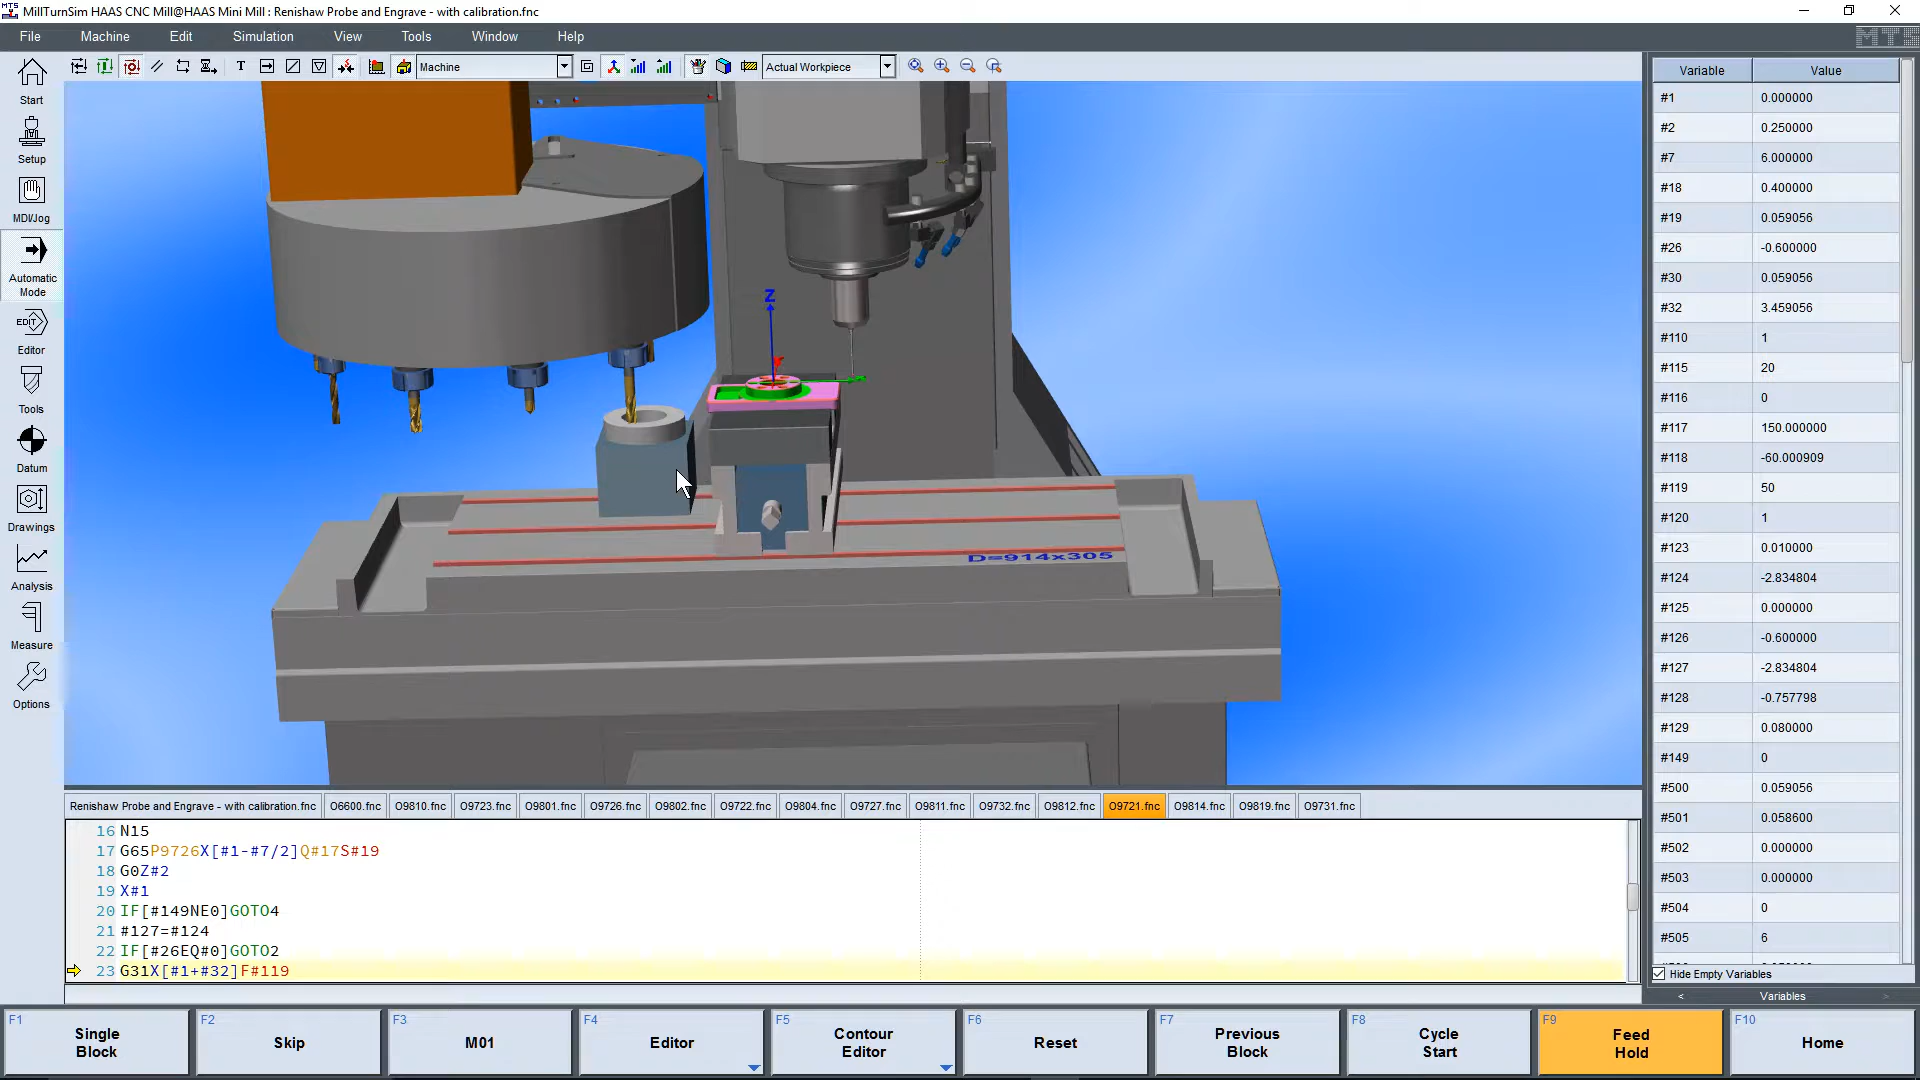 MillTurnSim HAAS CNC Mill@HAAS Mini Mill : Renishaw Probe and Engrave - with calibration.fnc
File Machine Edit Simulation View Tools Window Help
MTS
Machine
Actual Workpiece
Start
Setup
MDI/Jog
Automatic Mode
EDIT
Editor
Tools
Datum
Drawings
Analysis
Measure
Options
Z
D=914x305
Variable Value
#1 0.000000
#2 0.250000
#7 6.000000
#18 0.400000
#19 0.059056
#26 -0.600000
#30 0.059056
#32 3.459056
#110 1
#115 20
#116 0
#117 150.000000
#118 -60.000909
#119 50
#120 1
#123 0.010000
#124 -2.834804
#125 0.000000
#126 -0.600000
#127 -2.834804
#128 -0.757798
#129 0.080000
#149 0
#500 0.059056
#501 0.058600
#502 0.000000
#503 0.000000
#504 0
#505 6
Hide Empty Variables
< Variables >
Renishaw Probe and Engrave - with calibration.fnc O6600.fnc O9810.fnc O9723.fnc O9801.fnc O9726.fnc O9802.fnc O9722.fnc O9804.fnc O9727.fnc O9811.fnc O9732.fnc O9812.fnc O9721.fnc O9814.fnc O9819.fnc O9731.fnc
16 N15
17 G65P9726X[#1-#7/2]Q#17S#19
18 G0Z#2
19 X#1
20 IF[#149NE0]GOTO4
21 #127=#124
22 IF[#26EQ#0]GOTO2
23 G31X[#1+#32]F#119
F1 Single Block
F2 Skip
F3 M01
F4 Editor
F5 Contour Editor
F6 Reset
F7 Previous Block
F8 Cycle Start
F9 Feed Hold
F10 Home